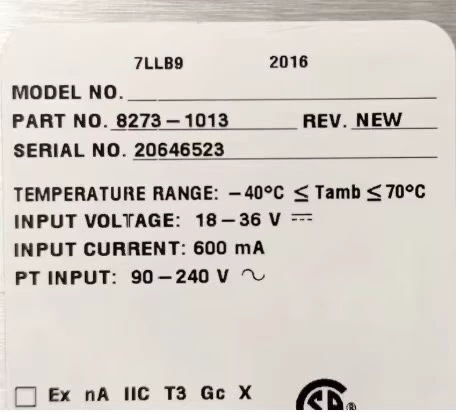 7LLB9 2016
MODEL NO.
PART NO. 8273-1013 REV. NEW
SERIAL NO. 20646523
TEMPERATURE RANGE: -40°C ≤ Tamb ≤ 70°C
INPUT VOLTAGE: 18-36 V ⎓
INPUT CURRENT: 600 mA
PT INPUT: 90-240 V ∿
☐ Ex nA IIC T3 Gc X
SA ®